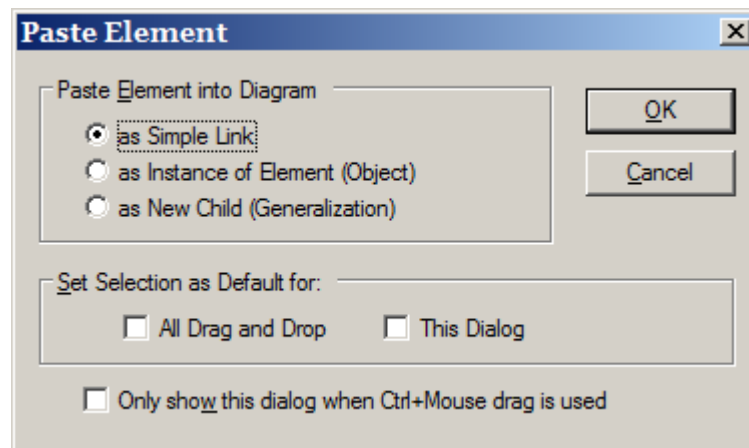 Paste Element
Paste Element into Diagram
as Simple Link
as Instance of Element (Object)
as New Child (Generalization)
OK
Cancel
Set Selection as Default for:
All Drag and Drop This Dialog
Only show this dialog when Ctrl+Mouse drag is used